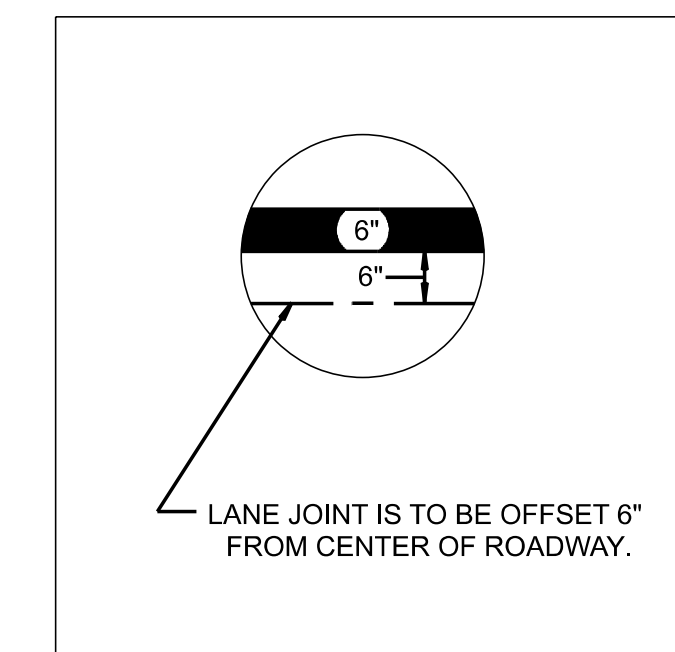 6"
6"
LANE JOINT IS TO BE OFFSET 6"
FROM CENTER OF ROADWAY.